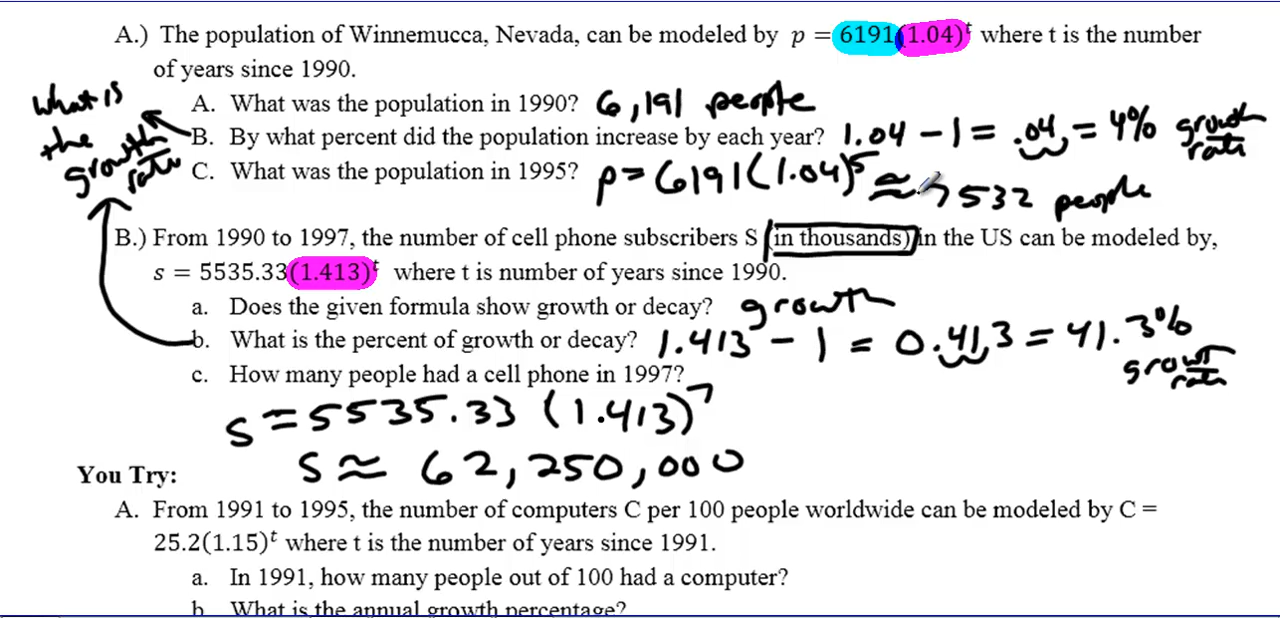 A.) The population of Winnemucca, Nevada, can be modeled by p = 6191(1.04)^t where t is the number
of years since 1990.
What is
the
growth
rate
A. What was the population in 1990? 6,191 people
B. By what percent did the population increase by each year? 1.04 - 1 = .04 = 4% growth rate
C. What was the population in 1995? P = 6191(1.04)^5 ≈ 7532 people
B.) From 1990 to 1997, the number of cell phone subscribers S (in thousands) in the US can be modeled by,
s = 5535.33(1.413)^t where t is number of years since 1990.
a. Does the given formula show growth or decay? growth
b. What is the percent of growth or decay? 1.413 - 1 = 0.413 = 41.3% growth rate
c. How many people had a cell phone in 1997?
S = 5535.33 (1.413)^7
S ≈ 62,250,000
You Try:
A. From 1991 to 1995, the number of computers C per 100 people worldwide can be modeled by C =
25.2(1.15)^t where t is the number of years since 1991.
a. In 1991, how many people out of 100 had a computer?
b. What is the annual growth percentage?